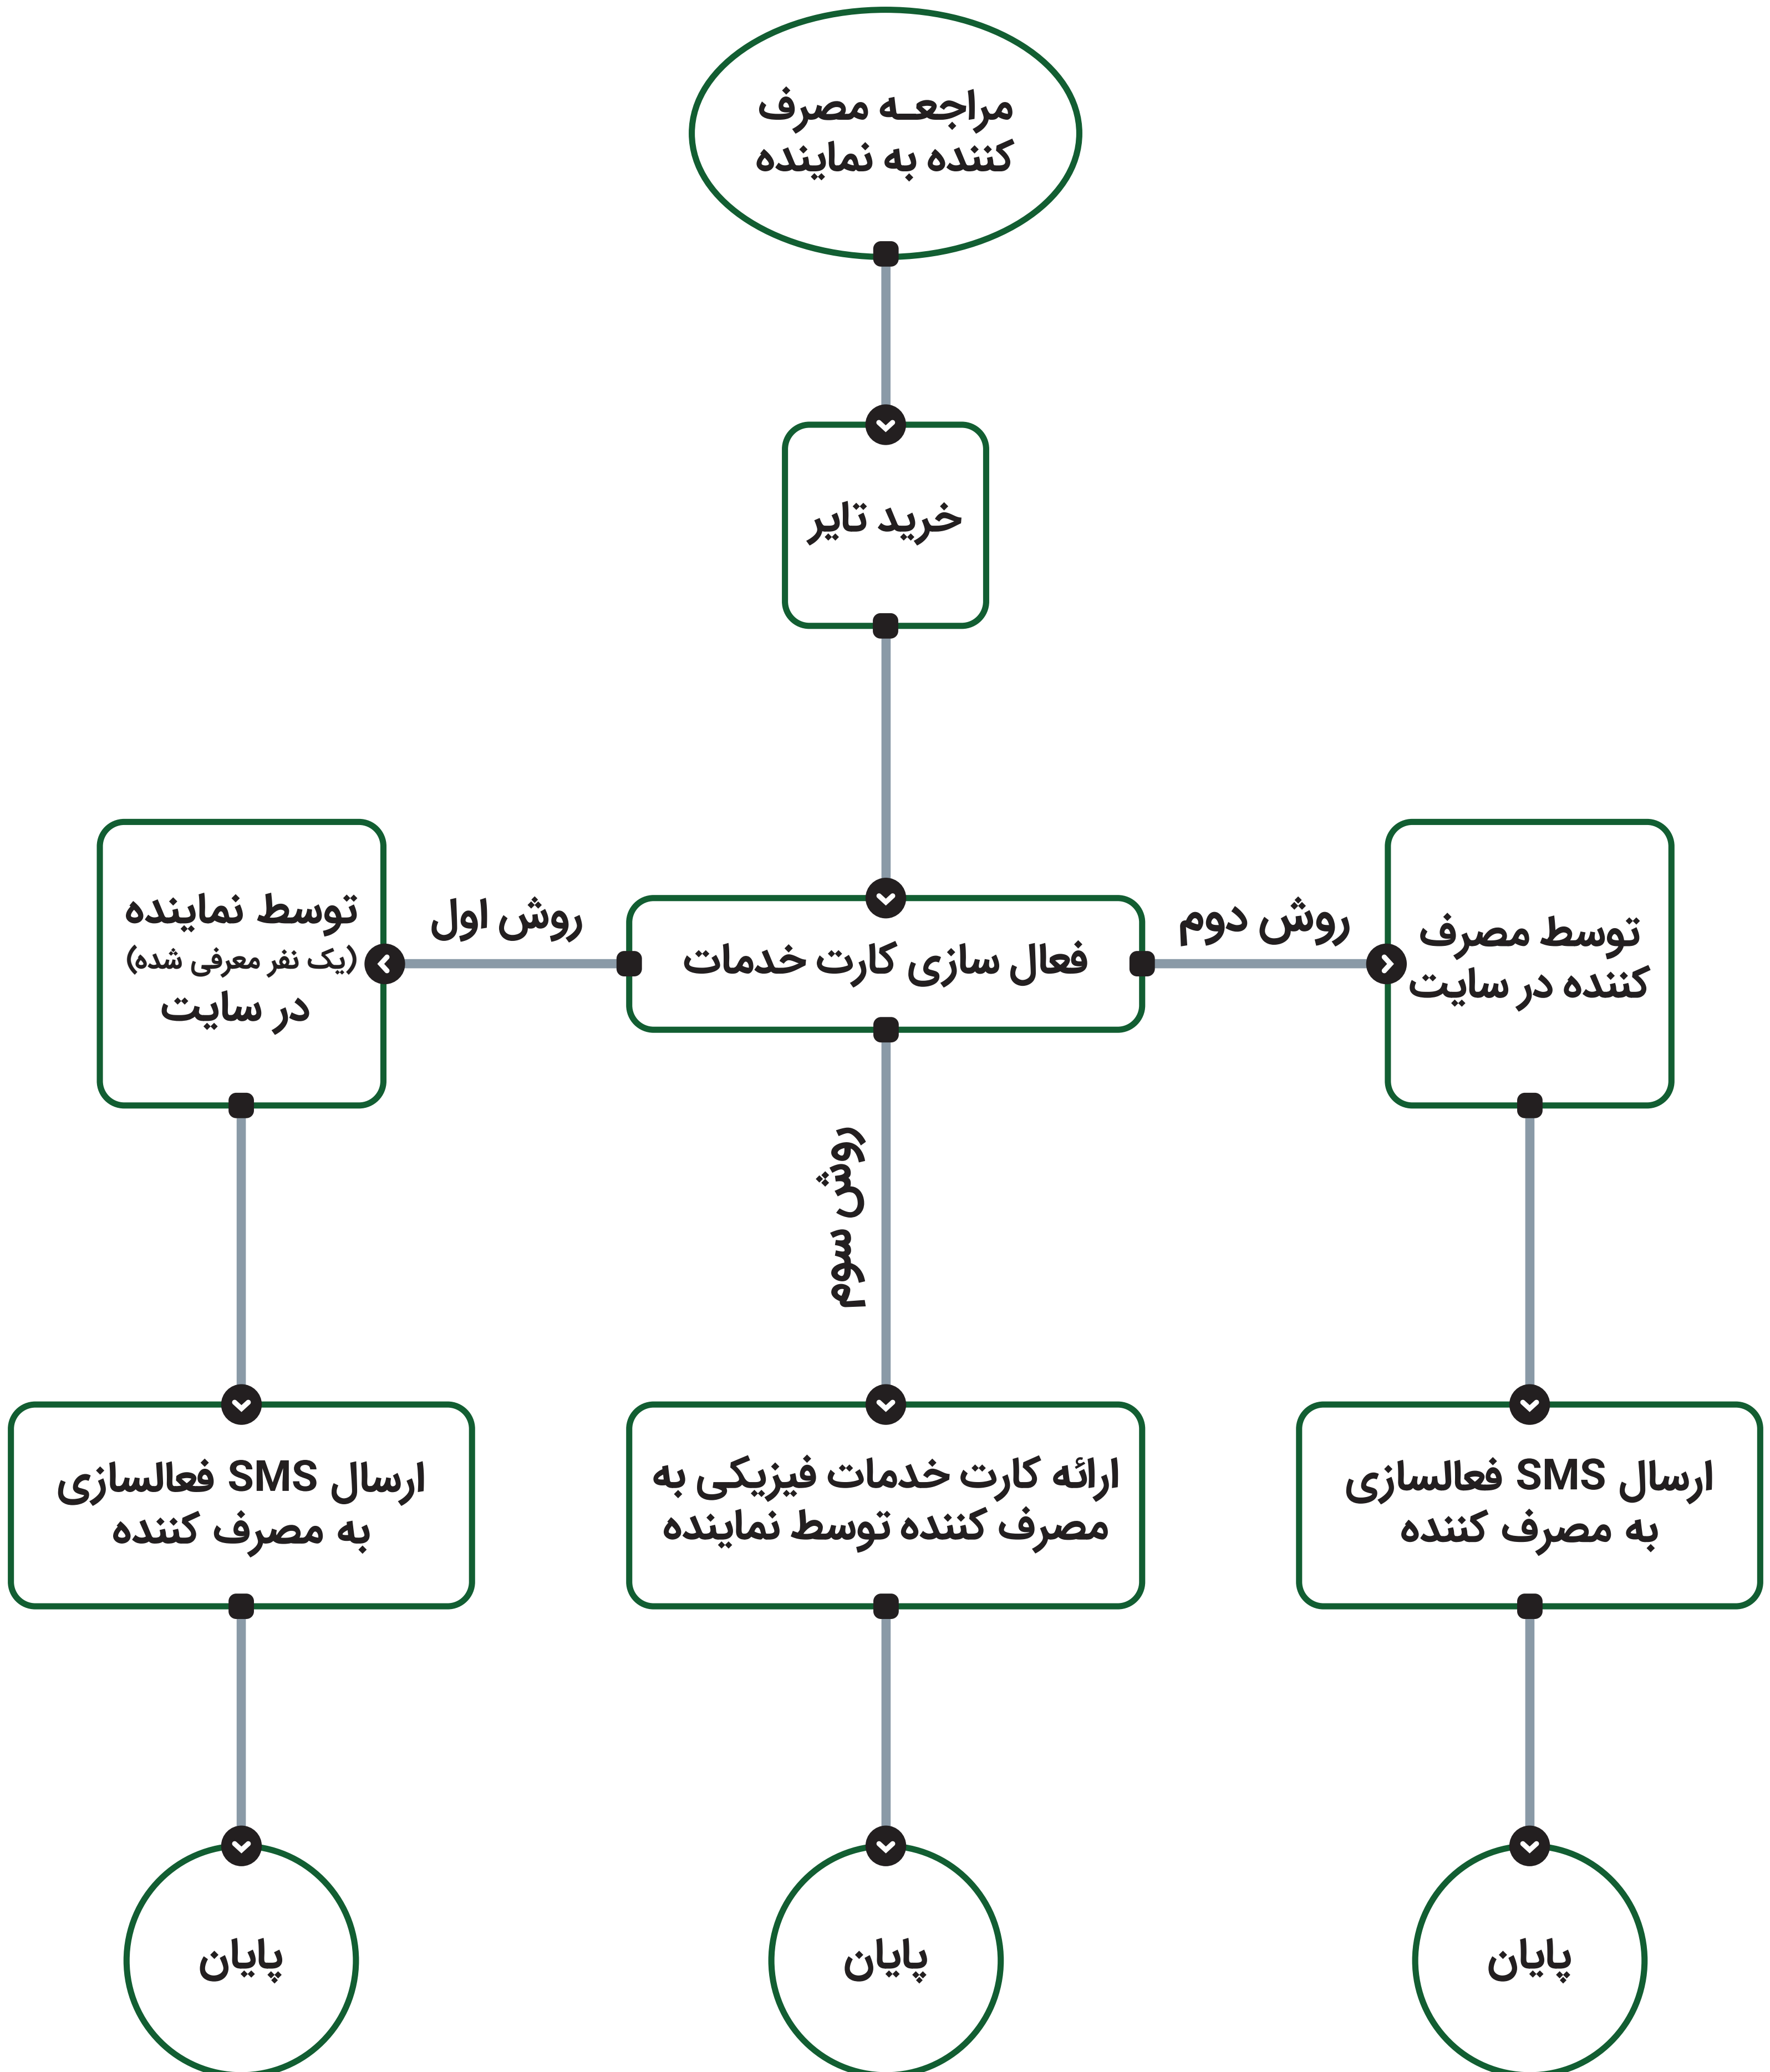 مراجعه مصرف
کننده به نماینده
خرید تایر
فعال سازی کارت خدمات
روش دوم
توسط مصرف
کننده در سایت
روش اول
توسط نماینده
(یک نفر معرفی شده)
در سایت
روش سوم
ارسال SMS فعالسازی
به مصرف کننده
ارائه کارت خدمات فیزیکی به
مصرف کننده توسط نماینده
ارسال SMS فعالسازی
به مصرف کننده
پایان
پایان
پایان